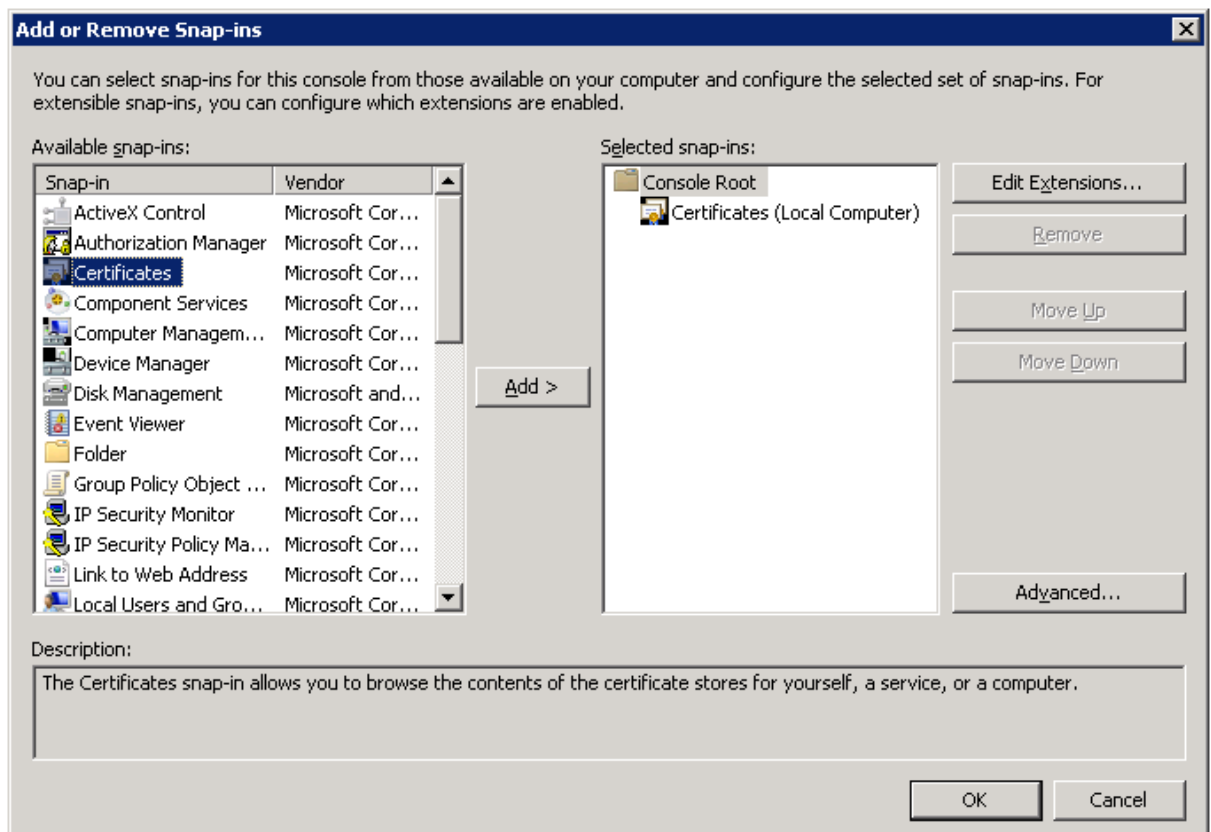 Add or Remove Snap-ins
You can select snap-ins for this console from those available on your computer and configure the selected set of snap-ins. For
extensible snap-ins, you can configure which extensions are enabled.
Available snap-ins:
Snap-in Vendor
ActiveX Control Microsoft Cor...
Authorization Manager Microsoft Cor...
Certificates Microsoft Cor...
Component Services Microsoft Cor...
Computer Managem... Microsoft Cor...
Device Manager Microsoft Cor...
Disk Management Microsoft and...
Event Viewer Microsoft Cor...
Folder Microsoft Cor...
Group Policy Object ... Microsoft Cor...
IP Security Monitor Microsoft Cor...
IP Security Policy Ma... Microsoft Cor...
Link to Web Address Microsoft Cor...
Local Users and Gro... Microsoft Cor...
Add >
Selected snap-ins:
Console Root
Certificates (Local Computer)
Edit Extensions...
Remove
Move Up
Move Down
Advanced...
Description:
The Certificates snap-in allows you to browse the contents of the certificate stores for yourself, a service, or a computer.
OK Cancel